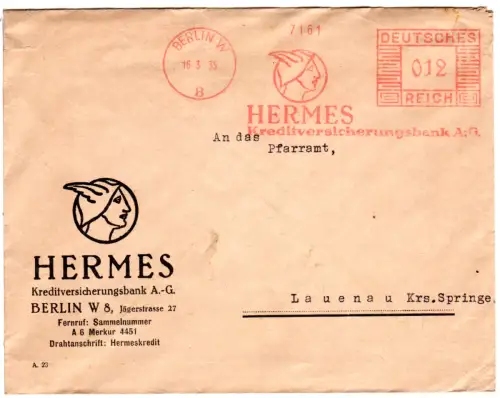 BERLIN W
16.3.35
8
7161
DEUTSCHES
012
REICH
HERMES
Kreditversicherungsbank A.G.
An das
Pfarramt,
HERMES
Kreditversicherungsbank A.-G.
BERLIN W 8, Jägerstrasse 27
Fernruf: Sammelnummer
A 6 Merkur 4451
Drahtanschrift: Hermeskredit
A. 23
Lauenau Krs.Springe.